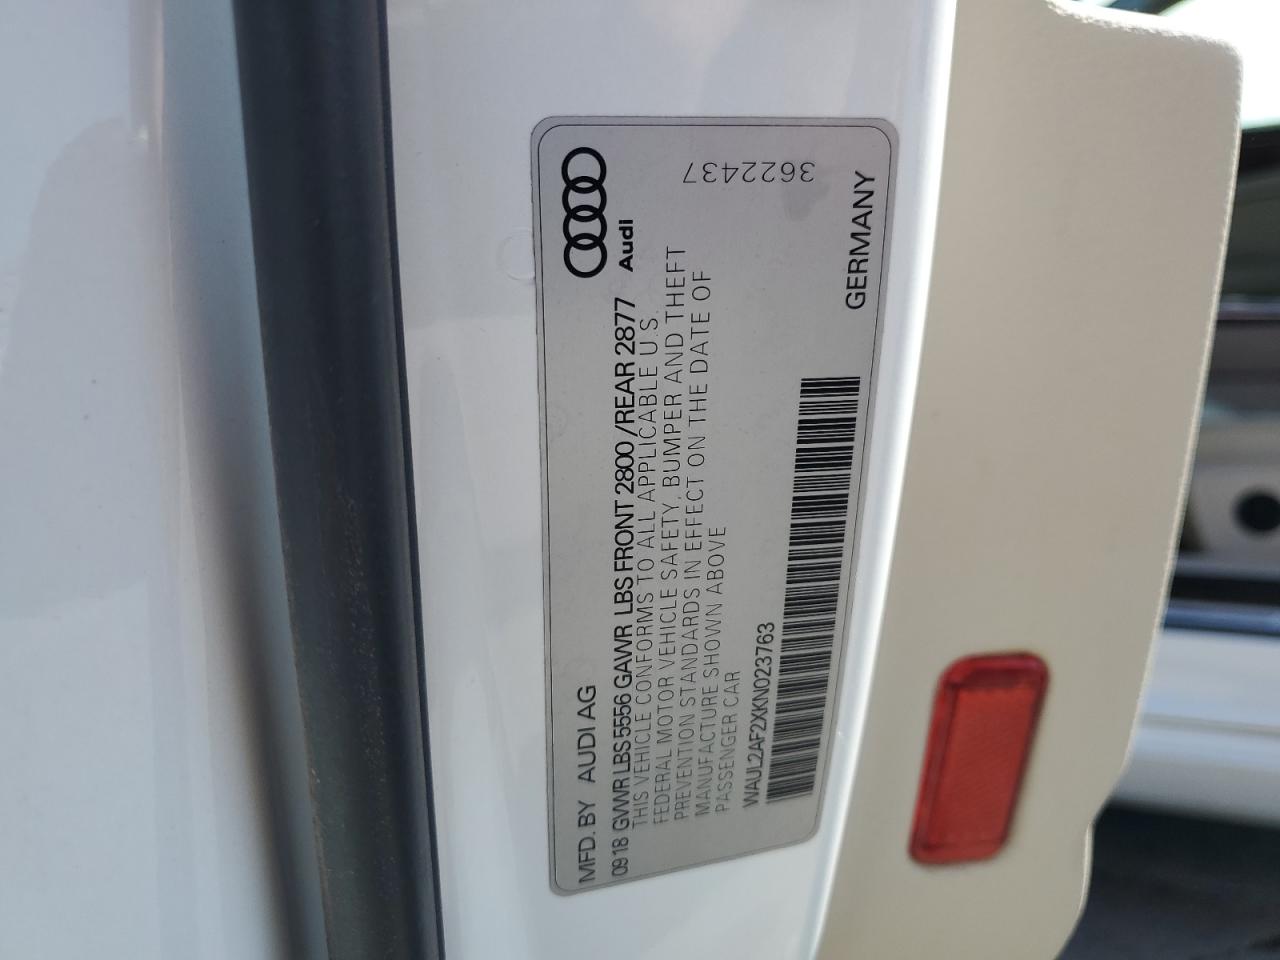 MFD. BY AUDI AG
Audi
0918 GVWR LBS 5556 GAWR LBS FRONT 2800 /REAR 2877
THIS VEHICLE CONFORMS TO ALL APPLICABLE U.S.
FEDERAL MOTOR VEHICLE SAFETY, BUMPER AND THEFT
PREVENTION STANDARDS IN EFFECT ON THE DATE OF
MANUFACTURE SHOWN ABOVE
PASSENGER CAR
3622437
WAUL2AF2XKN023763
GERMANY